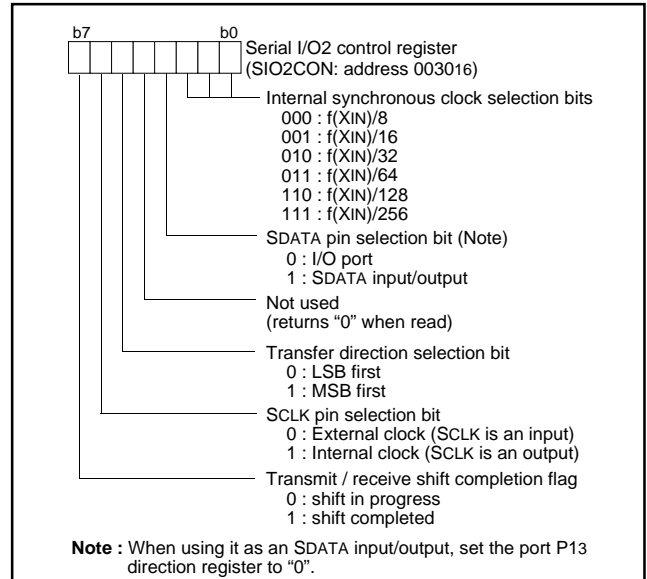 b7 b0
Serial I/O2 control register
(SIO2CON: address 003016)
Internal synchronous clock selection bits
000 : f(XIN)/8
001 : f(XIN)/16
010 : f(XIN)/32
011 : f(XIN)/64
110 : f(XIN)/128
111 : f(XIN)/256
SDATA pin selection bit (Note)
0 : I/O port
1 : SDATA input/output
Not used
(returns “0” when read)
Transfer direction selection bit
0 : LSB first
1 : MSB first
SCLK pin selection bit
0 : External clock (SCLK is an input)
1 : Internal clock (SCLK is an output)
Transmit / receive shift completion flag
0 : shift in progress
1 : shift completed
Note : When using it as an SDATA input/output, set the port P13
direction register to “0”.